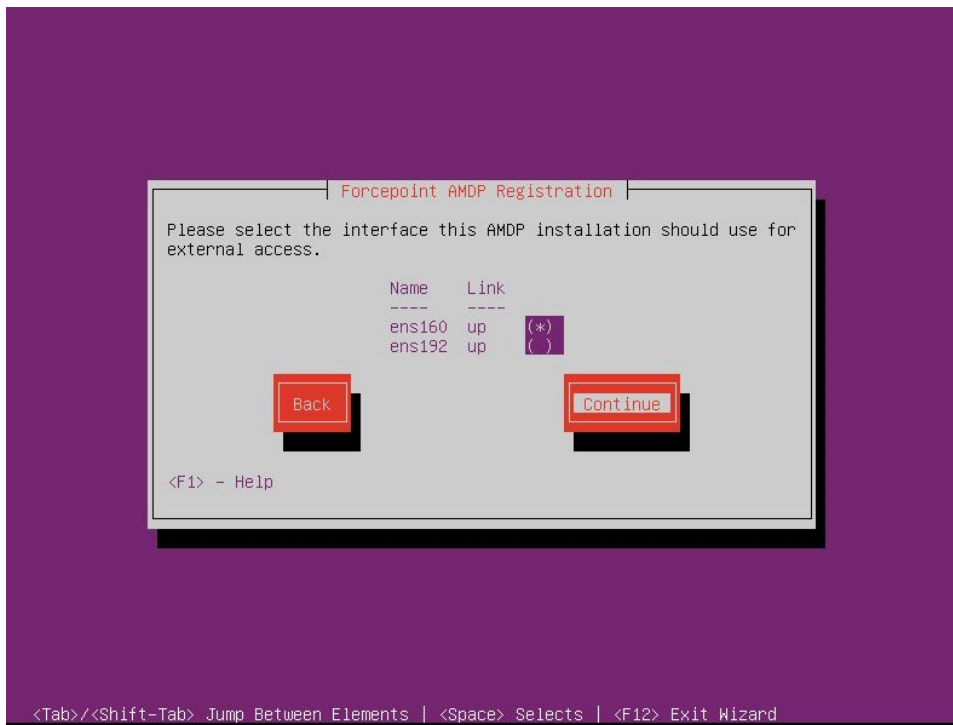 Forcepoint AMDP Registration
Please select the interface this AMDP installation should use for
external access.
Name Link
---- ----
ens160 up (*)
ens192 up ( )
Back Continue
<F1> - Help
<Tab>/<Shift-Tab> Jump Between Elements | <Space> Selects | <F12> Exit Wizard